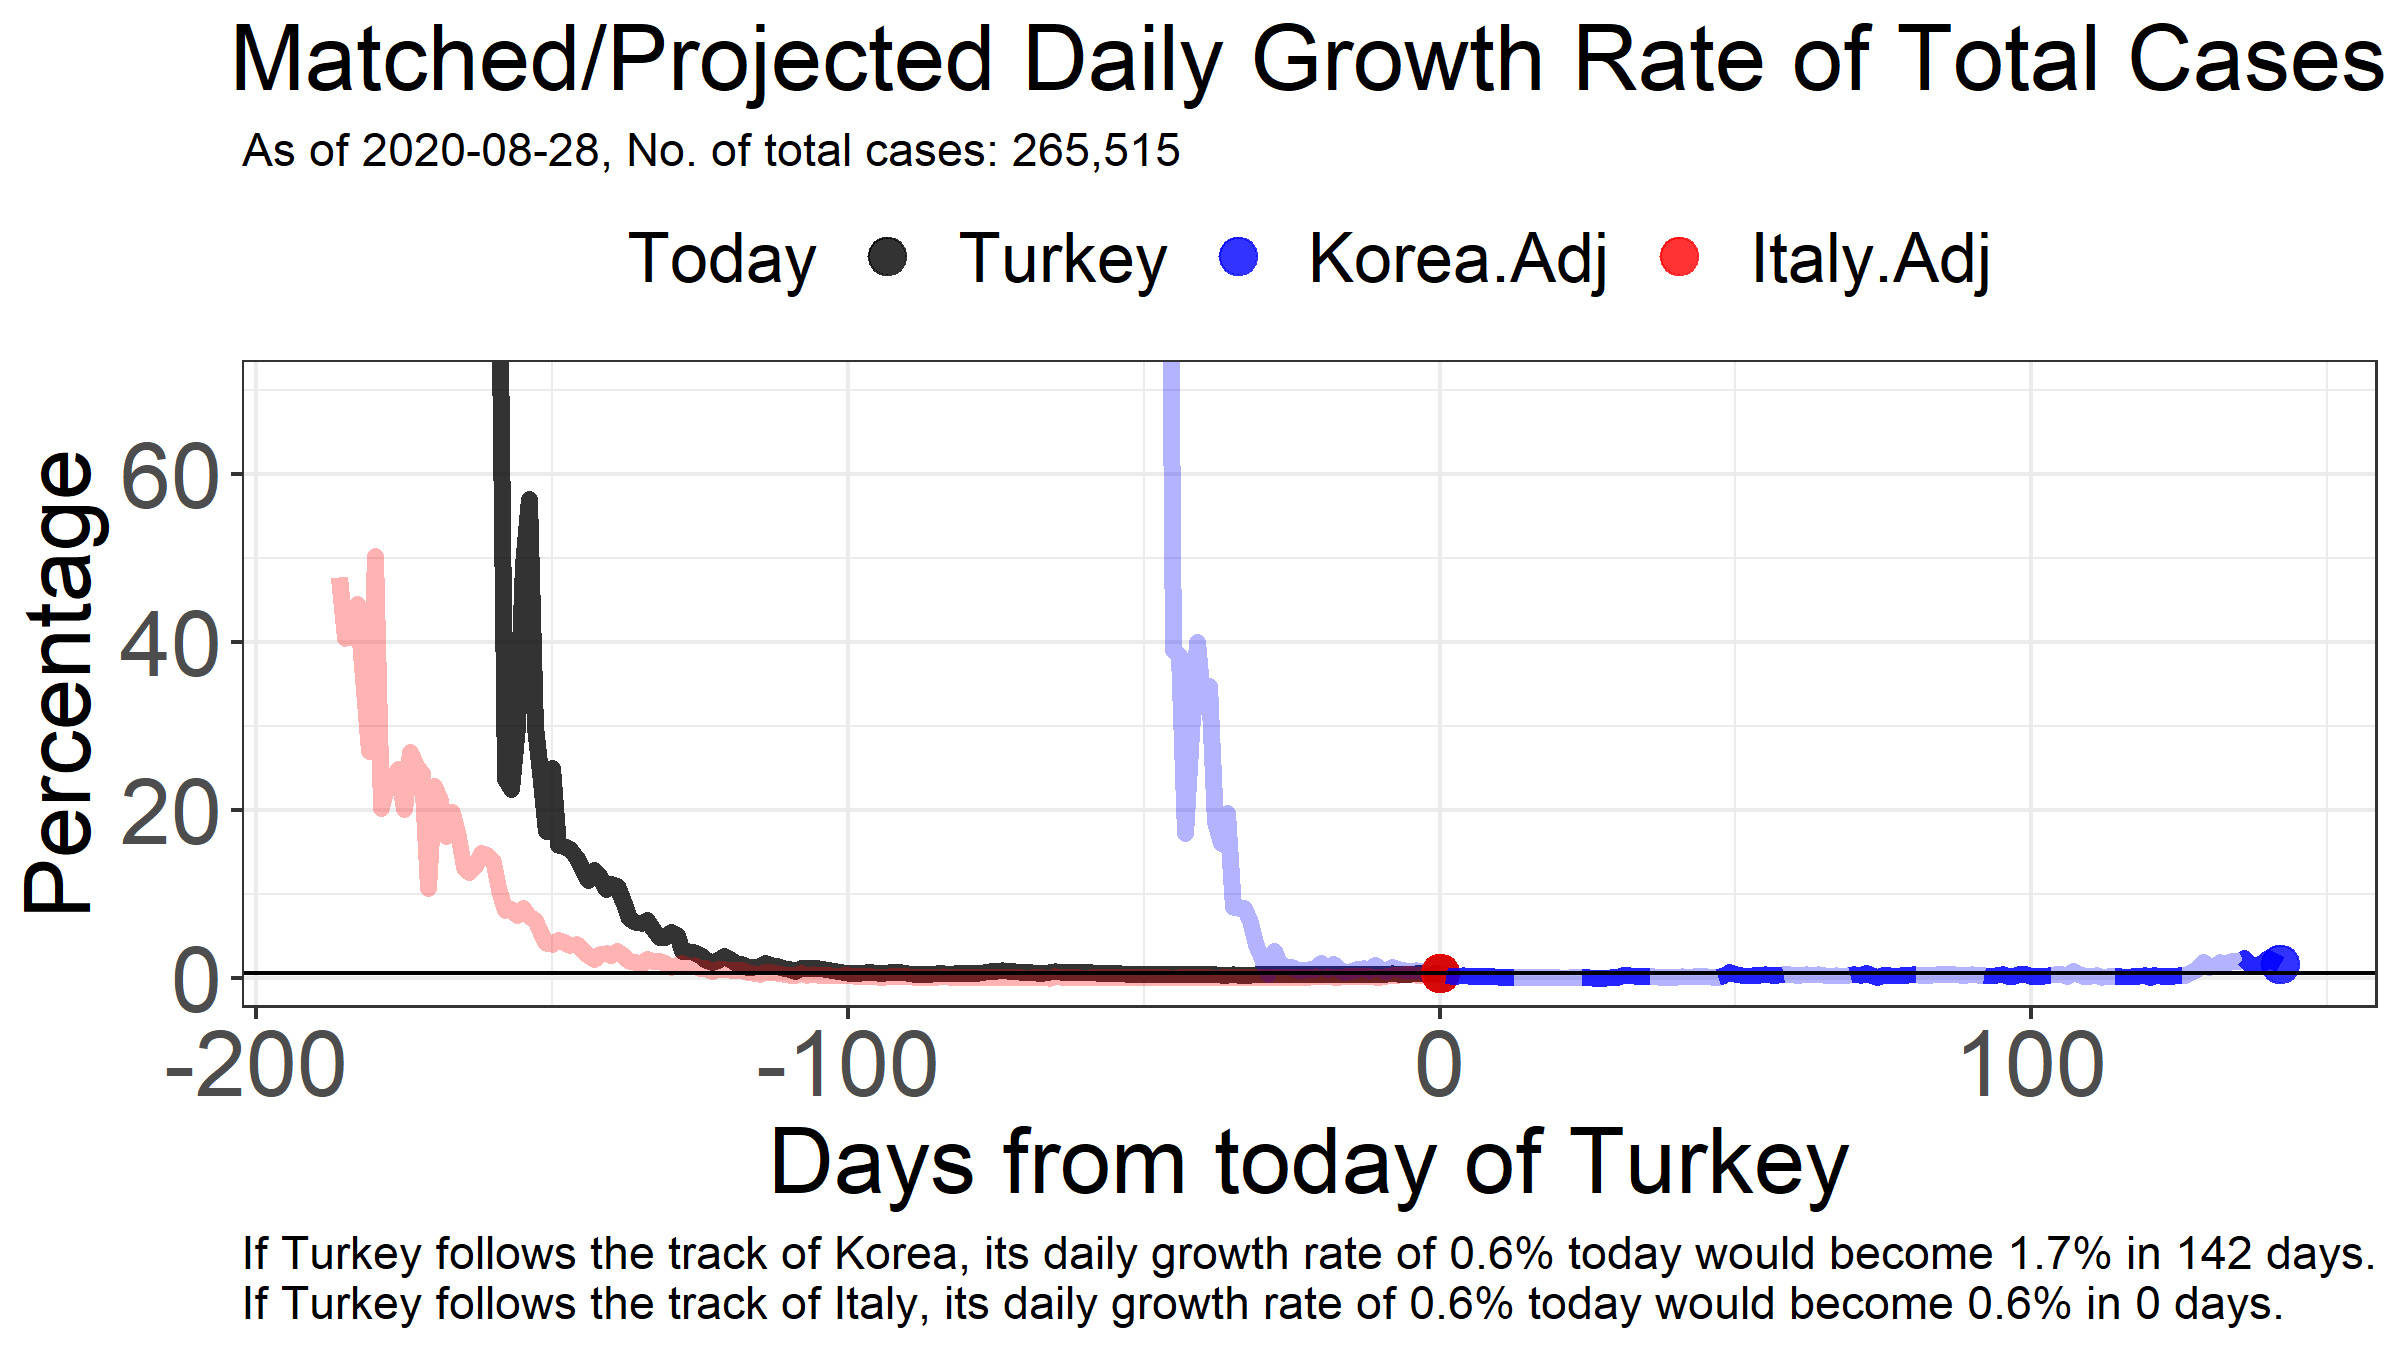 Matched/Projected Daily Growth Rate of Total Cases
As of 2020-08-28, No. of total cases: 265,515
Today Turkey Korea.Adj Italy.Adj
Percentage
60
40
20
0
-200 -100 0 100
Days from today of Turkey
If Turkey follows the track of Korea, its daily growth rate of 0.6% today would become 1.7% in 142 days.
If Turkey follows the track of Italy, its daily growth rate of 0.6% today would become 0.6% in 0 days.